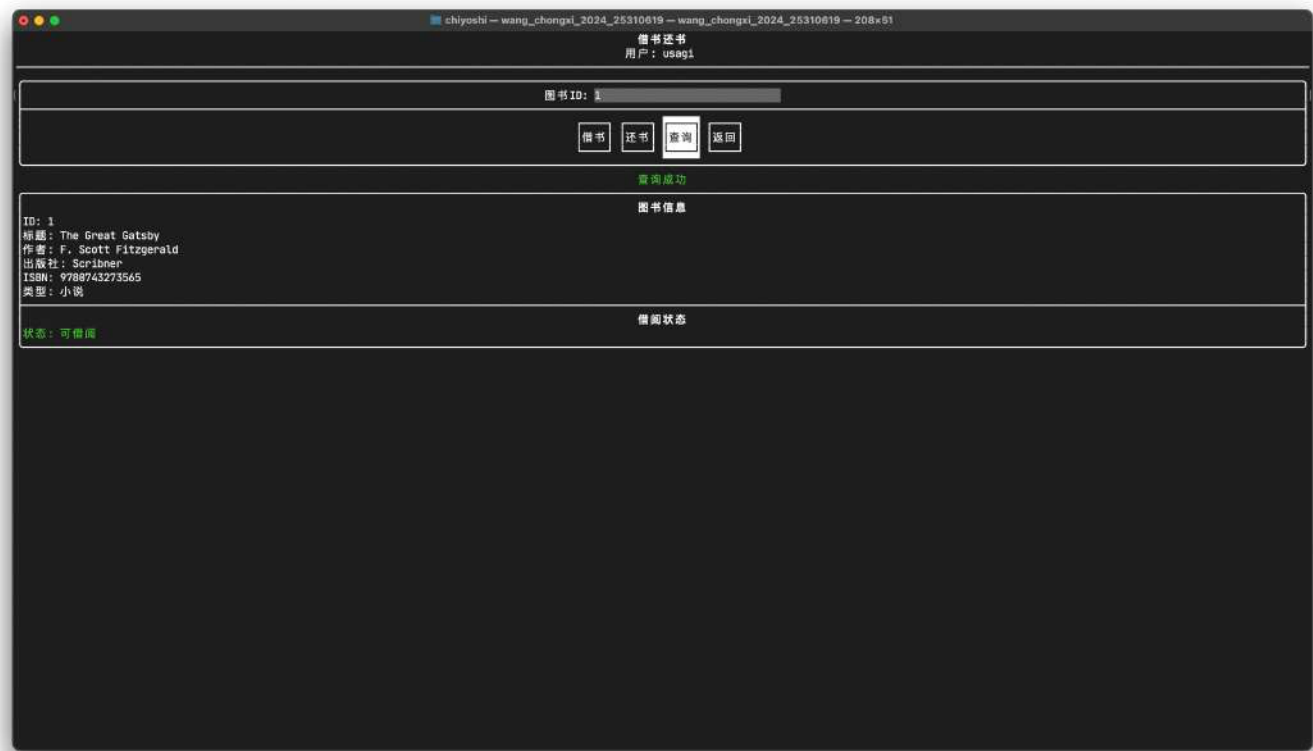 chiyoshi — wang_chongxi_2024_25310619 — wang_chongxi_2024_25310619 — 208×51
借书还书
用户: usagi
图书ID: 1
借书 还书 查询 返回
查询成功
图书信息
ID: 1
标题: The Great Gatsby
作者: F. Scott Fitzgerald
出版社: Scribner
ISBN: 9780743273565
类型: 小说
借阅状态
状态: 可借阅